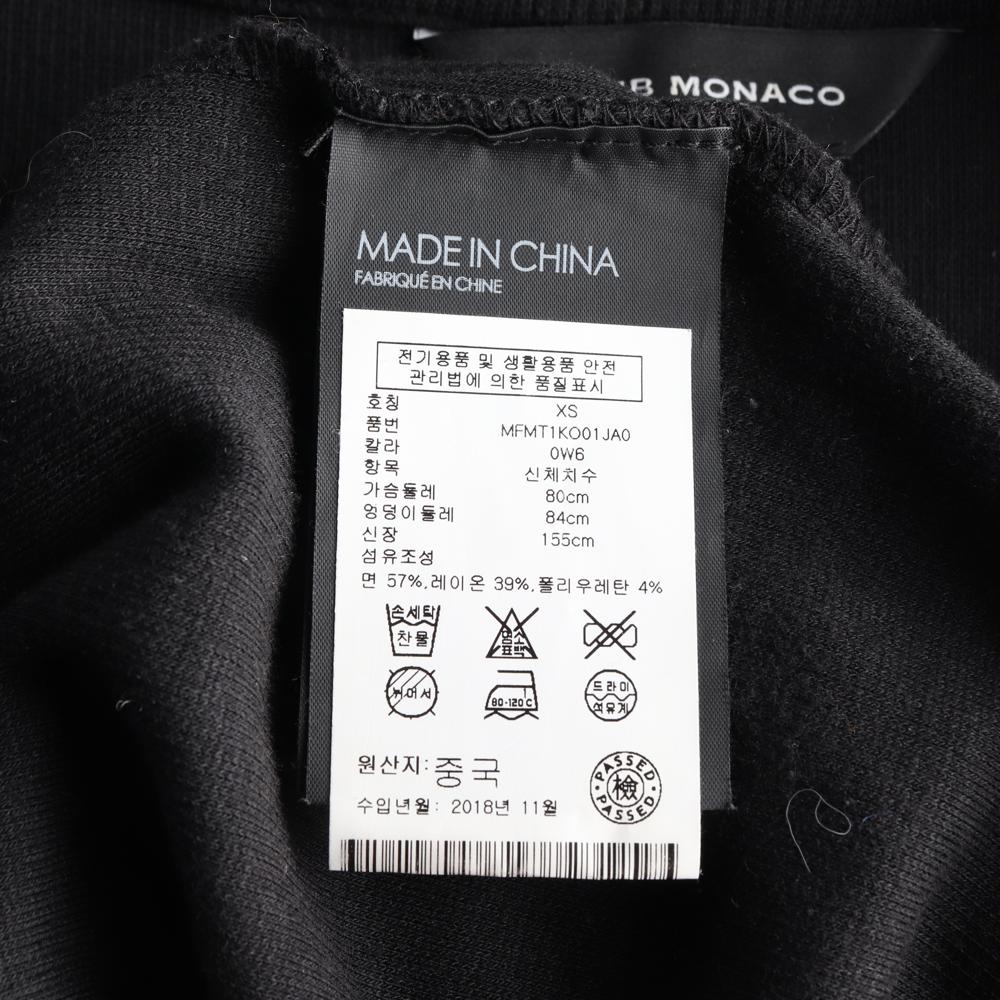 MONACO
MADE IN CHINA
FABRIQUÉ EN CHINE
전기용품 및 생활용품 안전
관리법에 의한 품질표시
호칭 XS
품번 MFMT1KO01JA0
칼라 0W6
항목 신체치수
가슴둘레 80cm
엉덩이둘레 84cm
신장 155cm
섬유조성
면 57%,레이온 39%,폴리우레탄 4%
손세탁
찬물
염소
표백
뉘어서
80-120℃
드라이
석유계
원산지: 중국
수입년월: 2018년 11월
PASSED
檢
PASSED